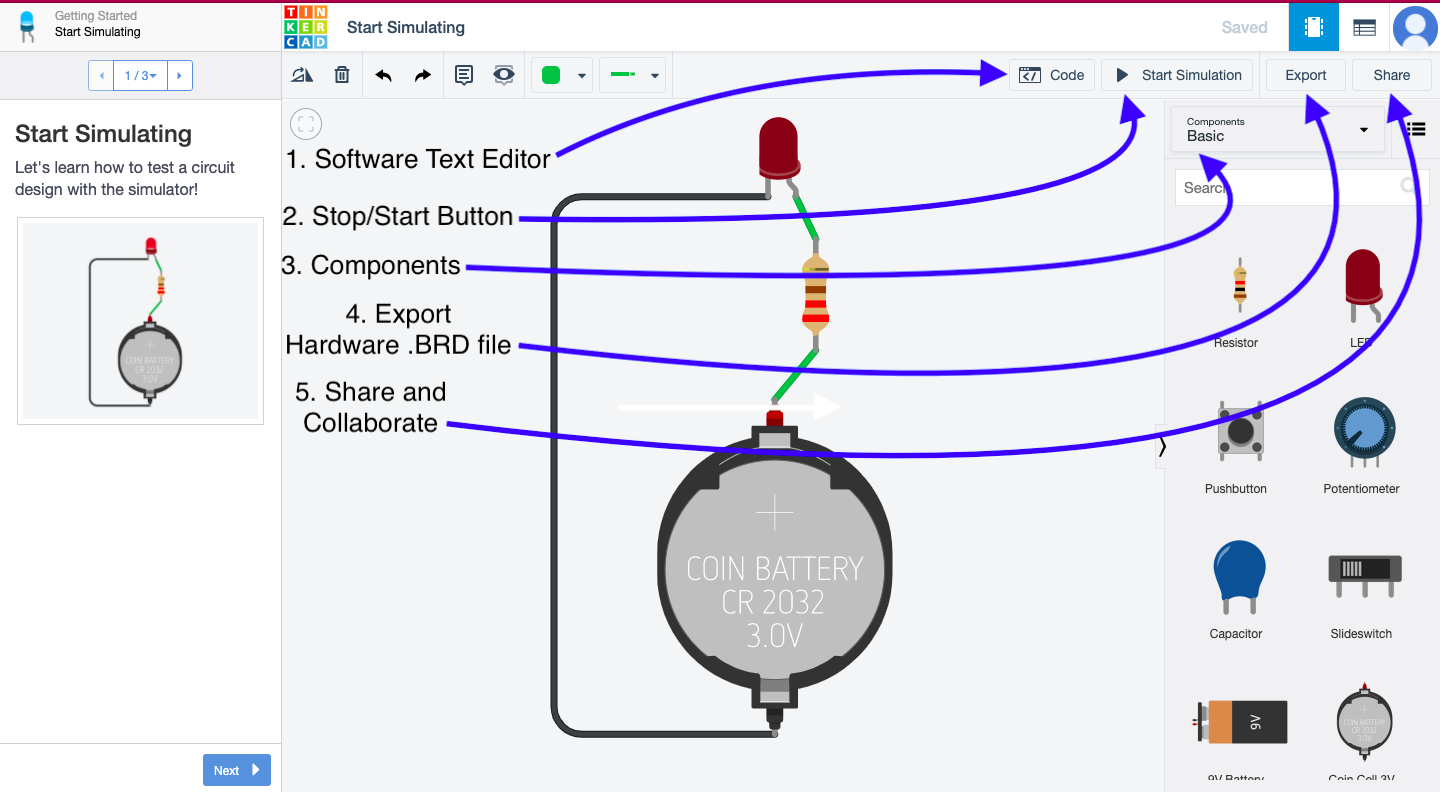 Getting Started
Start Simulating
TIN
KER
CAD
Start Simulating
Saved
1 / 3
Code
Start Simulation
Export
Share
Start Simulating
Let's learn how to test a circuit
design with the simulator!
COIN BATTERY
CR 2032
3.0V
Next
1. Software Text Editor
2. Stop/Start Button
3. Components
4. Export
Hardware .BRD file
5. Share and
Collaborate
COIN BATTERY
CR 2032
3.0V
Components
Basic
Search
Resistor
LED
Pushbutton
Potentiometer
Capacitor
Slideswitch
9V
COIN BATTERY
CR 2032
3.0V
9V Battery
Coin Cell 3V